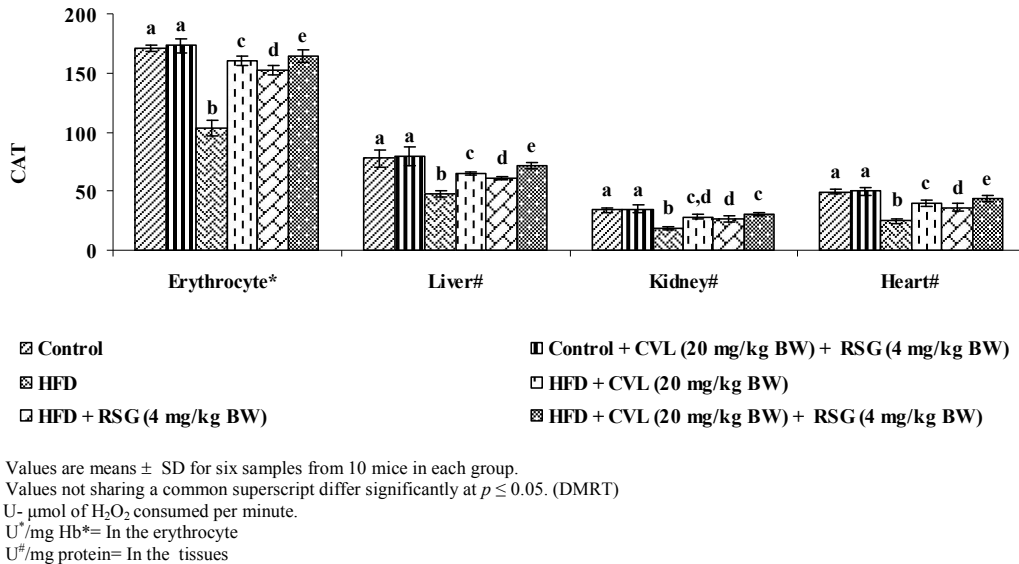 200
150
100
50
0
CAT
a a b c d e
a a b c d e
a a b c,d d c
a a b c d e
Erythrocyte* Liver# Kidney# Heart#
Control Control + CVL (20 mg/kg BW) + RSG (4 mg/kg BW)
HFD HFD + CVL (20 mg/kg BW)
HFD + RSG (4 mg/kg BW) HFD + CVL (20 mg/kg BW) + RSG (4 mg/kg BW)
Values are means ± SD for six samples from 10 mice in each group.
Values not sharing a common superscript differ significantly at p ≤ 0.05. (DMRT)
U- μmol of H₂O₂ consumed per minute.
U*/mg Hb*= In the erythrocyte
U#/mg protein= In the tissues